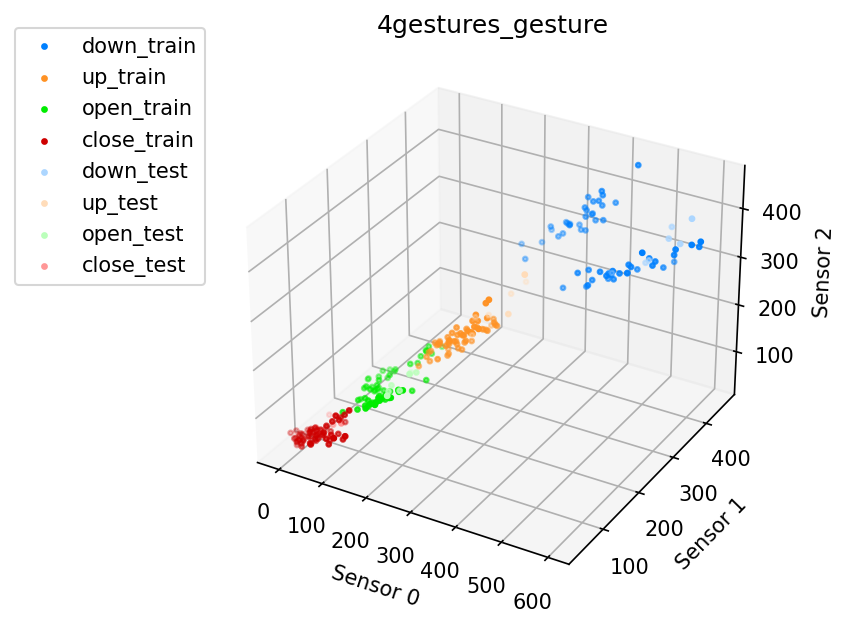 4gestures_gesture
down_train
up_train
open_train
close_train
down_test
up_test
open_test
close_test
400
300
200
100
Sensor 2
0
100
200
300
400
500
600
Sensor 0
100
200
300
400
Sensor 1